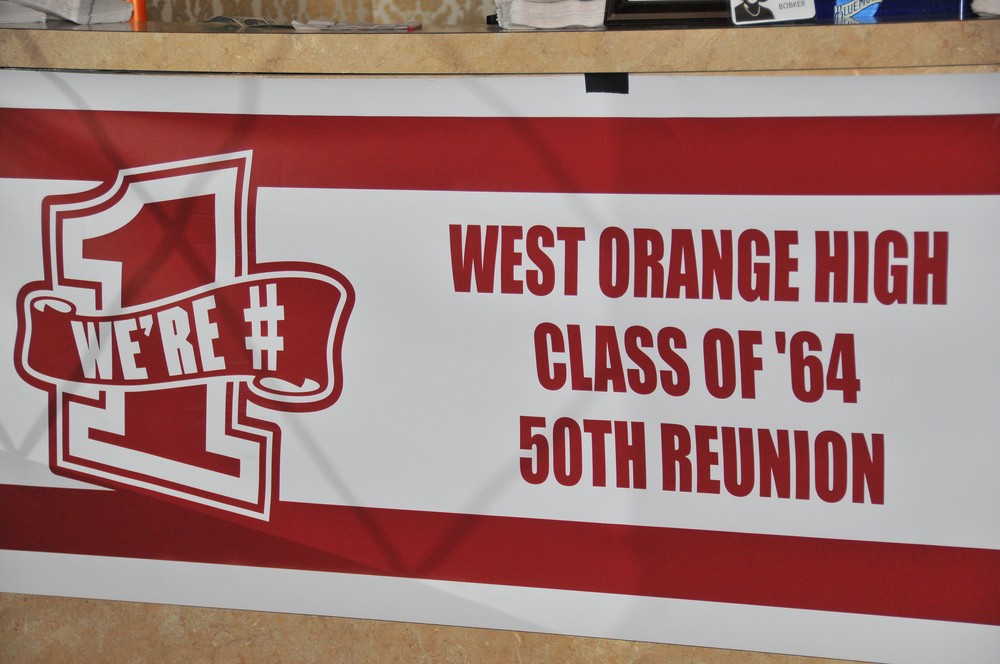 BOBKER
WE'RE #
1
WEST ORANGE HIGH
CLASS OF '64
50TH REUNION